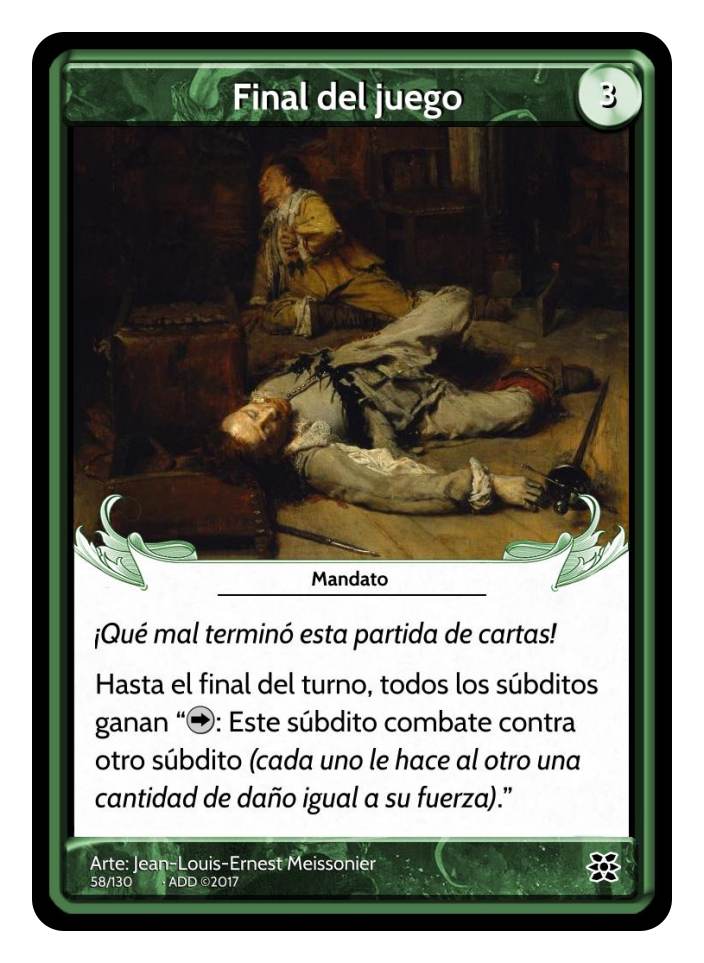 Final del juego
3
Mandato
¡Qué mal terminó esta partida de cartas!
Hasta el final del turno, todos los súbditos
ganan “➡: Este súbdito combate contra
otro súbdito (cada uno le hace al otro una
cantidad de daño igual a su fuerza).”
Arte: Jean-Louis-Ernest Meissonier
58/130 · ADD ©2017